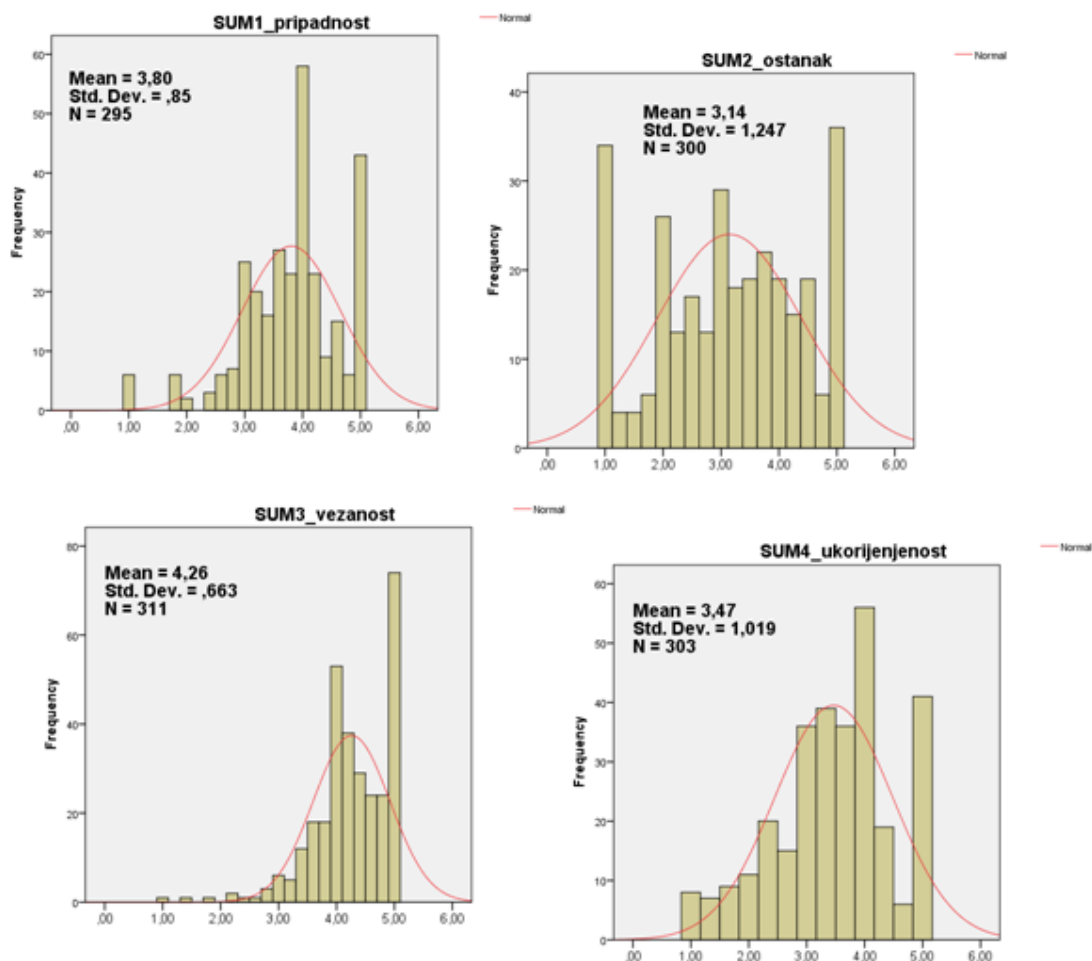 SUM1_pripadnost
Normal
Mean = 3,80
Std. Dev. = ,85
N = 295
Frequency
60
50
40
30
20
10
0
,00 1,00 2,00 3,00 4,00 5,00 6,00
SUM2_ostanak
Normal
Mean = 3,14
Std. Dev. = 1,247
N = 300
Frequency
40
30
20
10
0
,00 1,00 2,00 3,00 4,00 5,00 6,00
SUM3_vezanost
Normal
Mean = 4,26
Std. Dev. = ,663
N = 311
Frequency
80
60
40
20
0
,00 1,00 2,00 3,00 4,00 5,00 6,00
SUM4_ukorijenjenost
Normal
Mean = 3,47
Std. Dev. = 1,019
N = 303
Frequency
60
50
40
30
20
10
0
,00 1,00 2,00 3,00 4,00 5,00 6,00